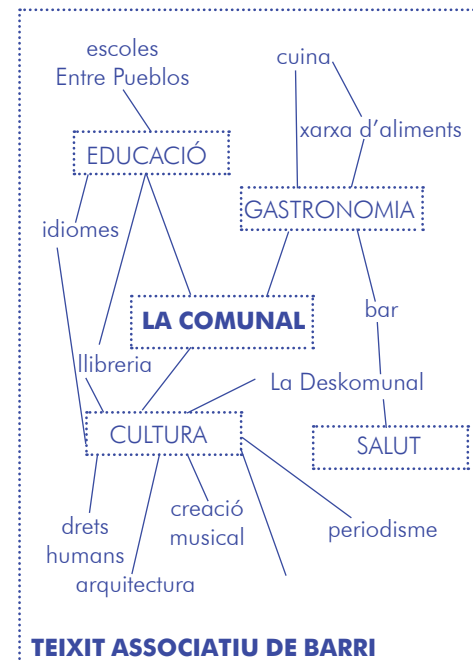 escoles
Entre Pueblos
cuina
xarxa d'aliments
EDUCACIÓ
GASTRONOMIA
idiomes
bar
LA COMUNAL
llibreria
La Deskomunal
CULTURA
SALUT
drets
humans
creació
musical
periodisme
arquitectura
TEIXIT ASSOCIATIU DE BARRI